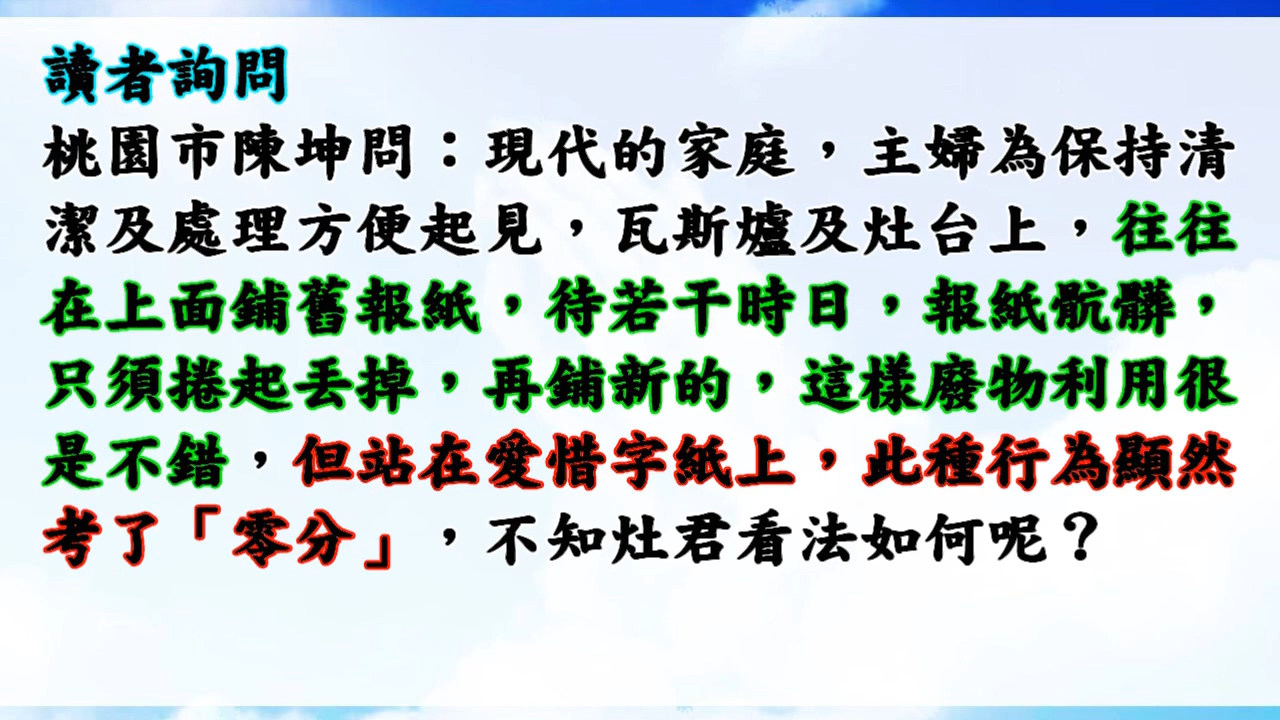 讀者詢問
桃園市陳坤問：現代的家庭，主婦為保持清
潔及處理方便起見，瓦斯爐及灶台上，往往
在上面鋪舊報紙，待若干時日，報紙骯髒，
只須捲起丟掉，再鋪新的，這樣廢物利用很
是不錯，但站在愛惜字紙上，此種行為顯然
考了「零分」，不知灶君看法如何呢？